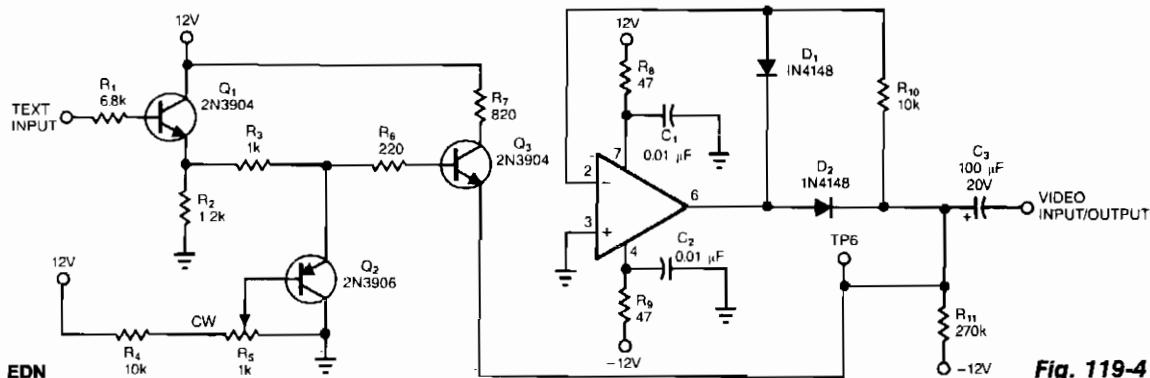 12V
R1
6.8k
TEXT
INPUT
Q1
2N3904
R3
1k
R2
1.2k
R6
220
R7
820
Q3
2N3904
Q2
2N3906
12V
R4
10k
CW
R5
1k
EDN
12V
R8
47
C1
0.01 µF
7
2
−
3
+
4
6
C2
0.01 µF
R9
47
−12V
D1
1N4148
D2
1N4148
R10
10k
C3
100 µF
20V
+
VIDEO
INPUT/OUTPUT
TP6
R11
270k
−12V
Fig. 119-4